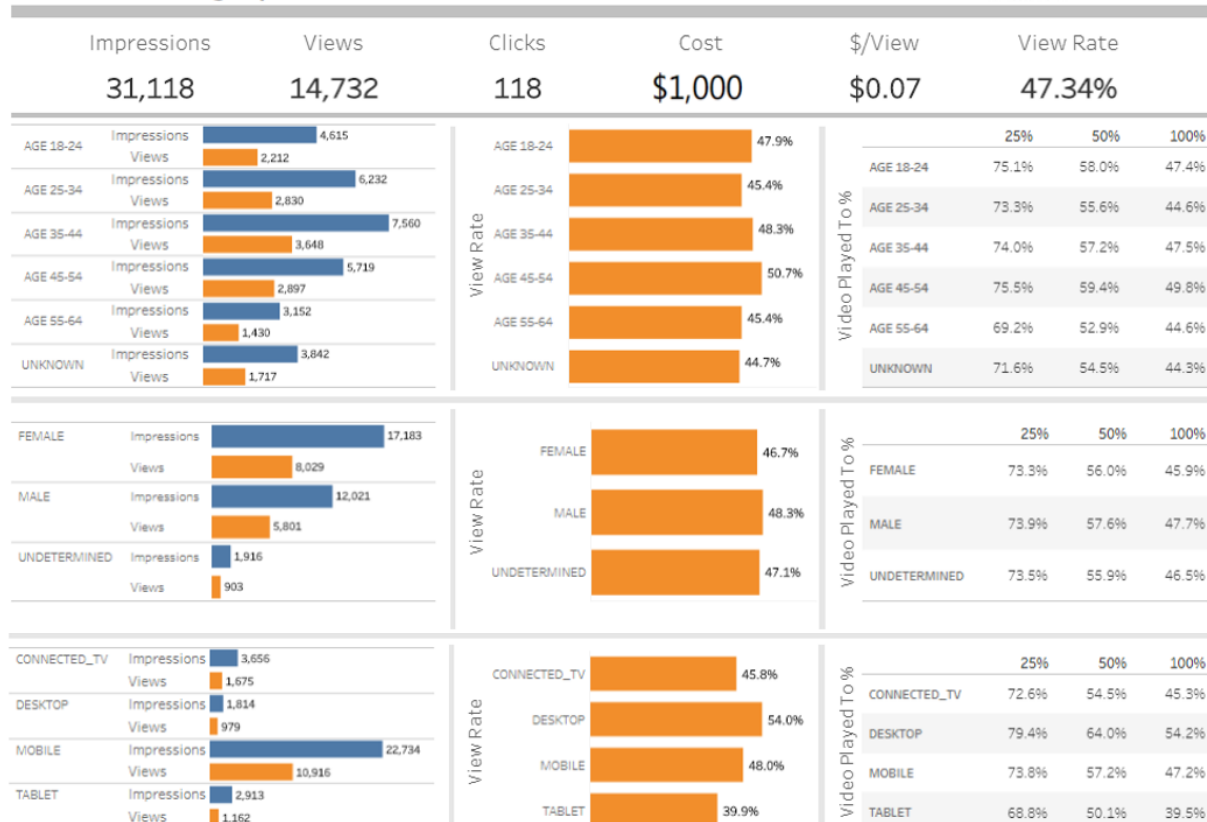 Impressions Views Clicks Cost $/View View Rate
31,118 14,732 118 $1,000 $0.07 47.34%
AGE 18-24 Impressions 4,615
Views 2,212
AGE 25-34 Impressions 6,232
Views 2,830
AGE 35-44 Impressions 7,560
Views 3,648
AGE 45-54 Impressions 5,719
Views 2,897
AGE 55-64 Impressions 3,152
Views 1,430
UNKNOWN Impressions 3,842
Views 1,717
View Rate
AGE 18-24 47.9%
AGE 25-34 45.4%
AGE 35-44 48.3%
AGE 45-54 50.7%
AGE 55-64 45.4%
UNKNOWN 44.7%
Video Played To %
25% 50% 100%
AGE 18-24 75.1% 58.0% 47.4%
AGE 25-34 73.3% 55.6% 44.6%
AGE 35-44 74.0% 57.2% 47.5%
AGE 45-54 75.5% 59.4% 49.8%
AGE 55-64 69.2% 52.9% 44.6%
UNKNOWN 71.6% 54.5% 44.3%
FEMALE Impressions 17,183
Views 8,029
MALE Impressions 12,021
Views 5,801
UNDETERMINED Impressions 1,916
Views 903
View Rate
FEMALE 46.7%
MALE 48.3%
UNDETERMINED 47.1%
Video Played To %
25% 50% 100%
FEMALE 73.3% 56.0% 45.9%
MALE 73.9% 57.6% 47.7%
UNDETERMINED 73.5% 55.9% 46.5%
CONNECTED_TV Impressions 3,656
Views 1,675
DESKTOP Impressions 1,814
Views 979
MOBILE Impressions 22,734
Views 10,916
TABLET Impressions 2,913
Views 1,162
View Rate
CONNECTED_TV 45.8%
DESKTOP 54.0%
MOBILE 48.0%
TABLET 39.9%
Video Played To %
25% 50% 100%
CONNECTED_TV 72.6% 54.5% 45.3%
DESKTOP 79.4% 64.0% 54.2%
MOBILE 73.8% 57.2% 47.2%
TABLET 68.8% 50.1% 39.5%